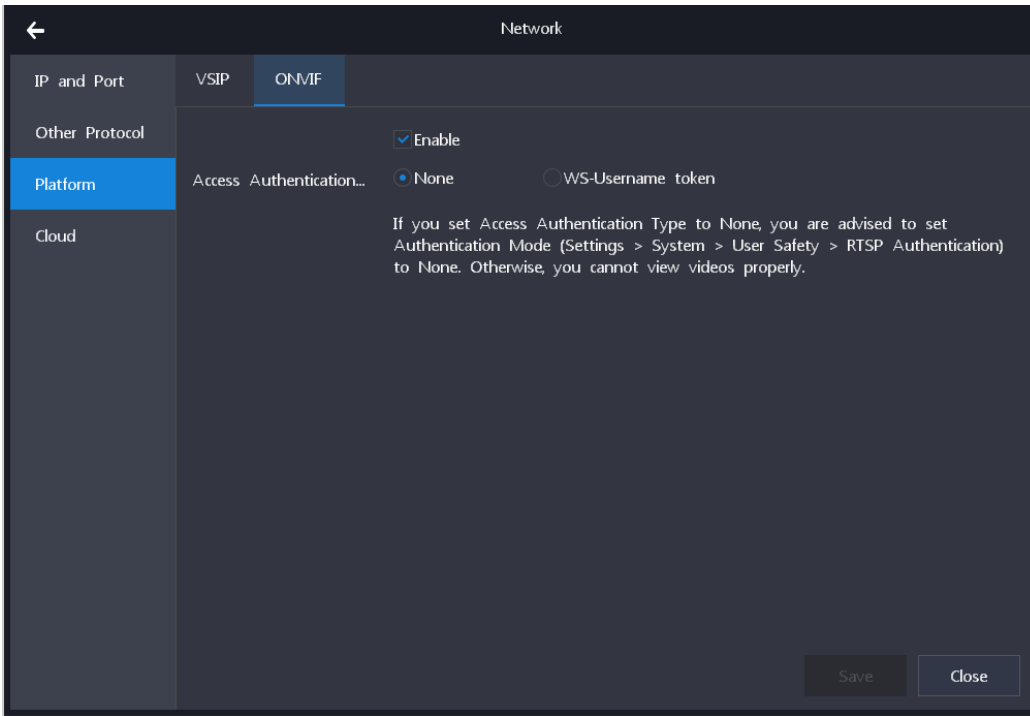 Network
IP and Port
Other Protocol
Platform
Cloud
VSIP
ONVIF
Enable
Access Authentication...
None
WS-Username token
If you set Access Authentication Type to None, you are advised to set
Authentication Mode (Settings > System > User Safety > RTSP Authentication)
to None. Otherwise, you cannot view videos properly.
Save
Close